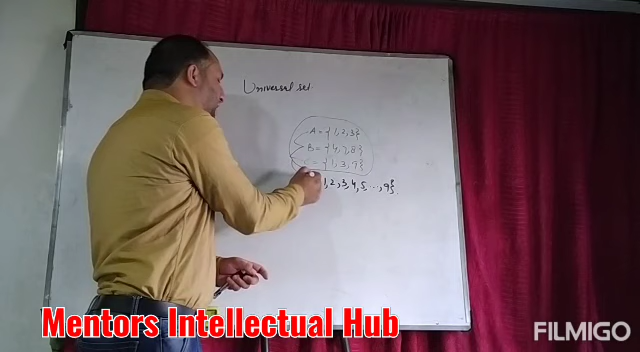 Universal set.
A = {1, 2, 3}
B = {4, 7, 8}
C = {1, 3, 9}
1, 2, 3, 4, 5, ..., 9}.
Mentors Intellectual Hub
FILMIGO